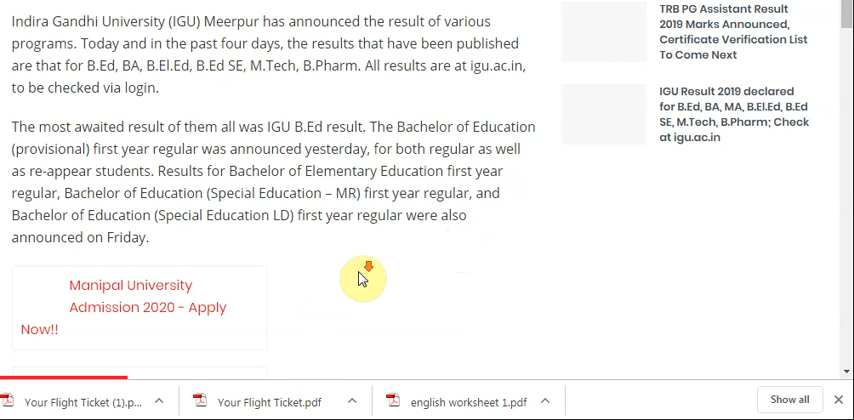 Indira Gandhi University (IGU) Meerpur has announced the result of various
programs. Today and in the past four days, the results that have been published
are that for B.Ed, BA, B.El.Ed, B.Ed SE, M.Tech, B.Pharm. All results are at igu.ac.in,
to be checked via login.
The most awaited result of them all was IGU B.Ed result. The Bachelor of Education
(provisional) first year regular was announced yesterday, for both regular as well
as re-appear students. Results for Bachelor of Elementary Education first year
regular, Bachelor of Education (Special Education – MR) first year regular, and
Bachelor of Education (Special Education LD) first year regular were also
announced on Friday.
Manipal University
Admission 2020 - Apply
Now!!
TRB PG Assistant Result
2019 Marks Announced,
Certificate Verification List
To Come Next
IGU Result 2019 declared
for B.Ed, BA, MA, B.El.Ed, B.Ed
SE, M.Tech, B.Pharm; Check
at igu.ac.in
Your Flight Ticket (1).p...
Your Flight Ticket.pdf
english worksheet 1.pdf
Show all